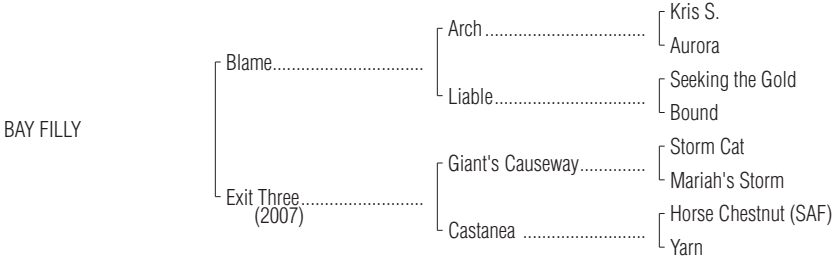 Kris S.
Arch ................................
Aurora
Blame..............................
Seeking the Gold
Liable..............................
Bound
BAY FILLY
Storm Cat
Giant's Causeway.............
Mariah's Storm
Exit Three........................
(2007)
Horse Chestnut (SAF)
Castanea ........................
Yarn